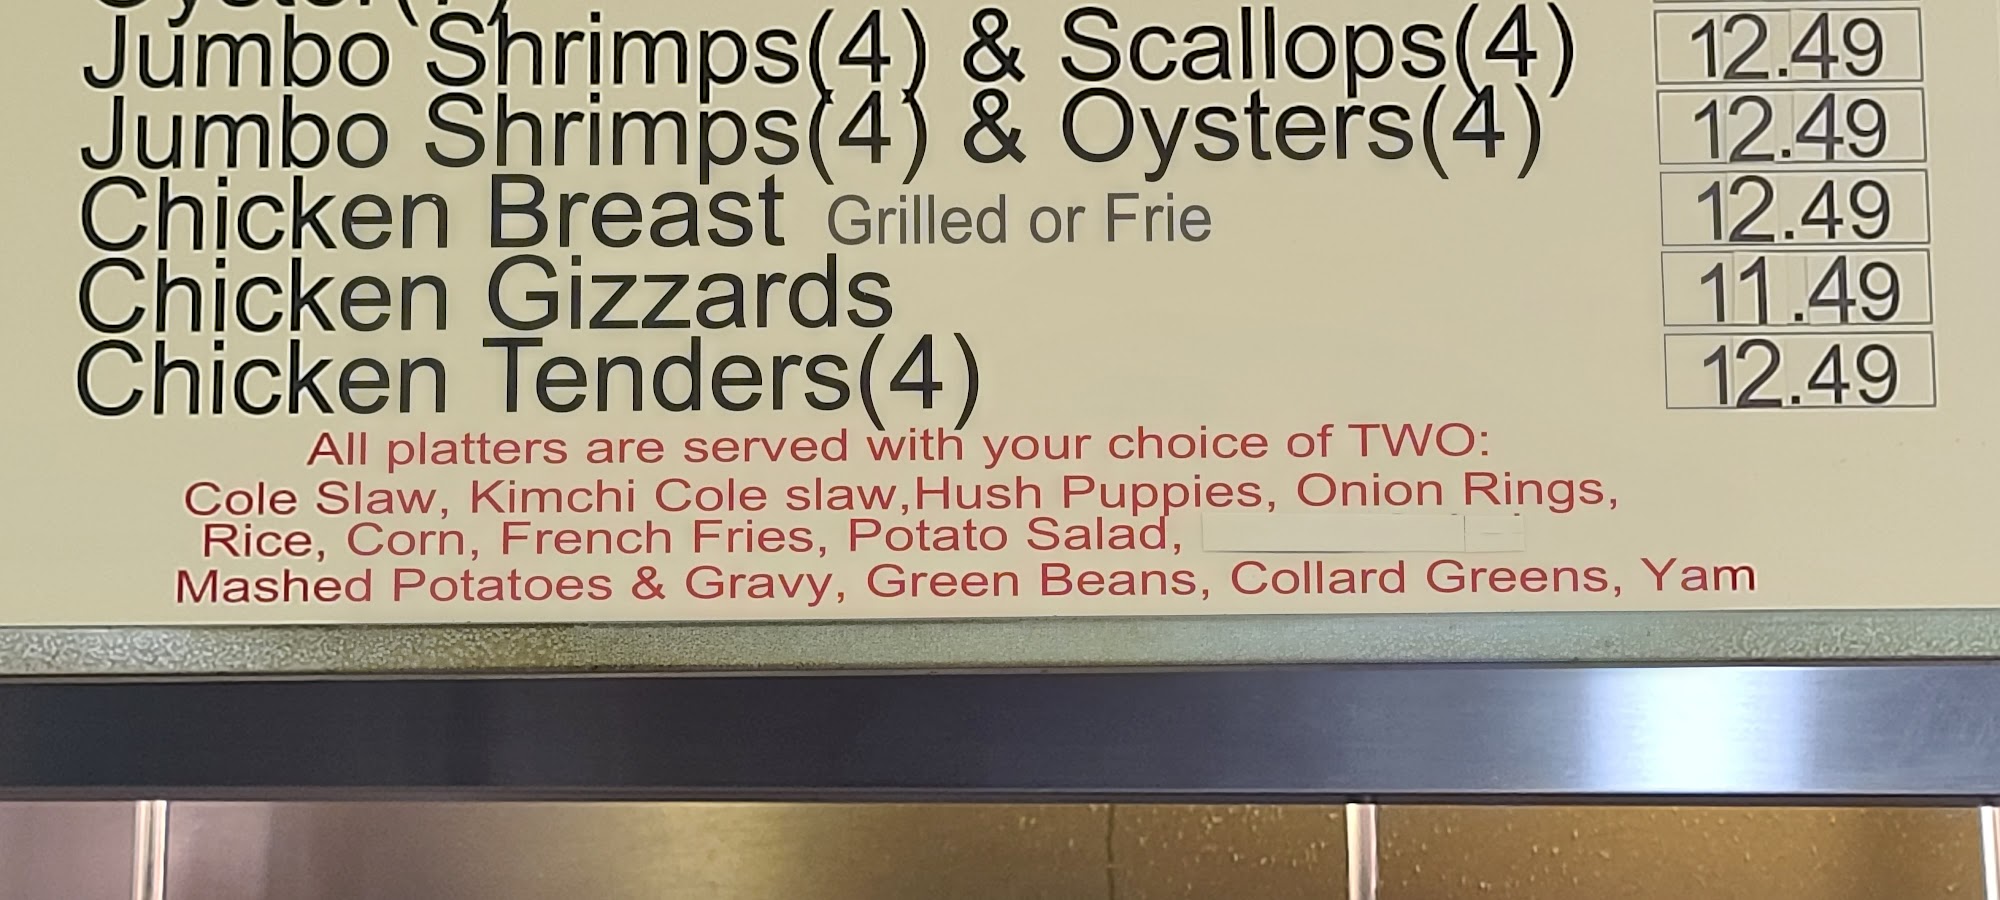 Jumbo Shrimps(4) & Scallops(4) 12.49
Jumbo Shrimps(4) & Oysters(4) 12.49
Chicken Breast Grilled or Frie 12.49
Chicken Gizzards 11.49
Chicken Tenders(4) 12.49
All platters are served with your choice of TWO:
Cole Slaw, Kimchi Cole slaw,Hush Puppies, Onion Rings,
Rice, Corn, French Fries, Potato Salad,
Mashed Potatoes & Gravy, Green Beans, Collard Greens, Yam